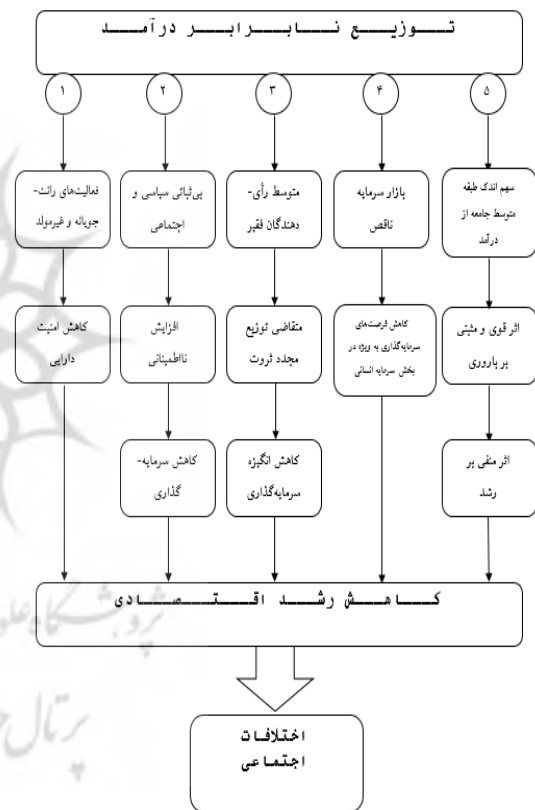 توزیع نابرابر درآمد
۱
۲
۳
۴
۵
فعالیت‌های رانت-
جویانه و غیرمولد
کاهش امنیت
دارایی
بی‌ثباتی سیاسی و
اجتماعی
افزایش
نااطمینانی
کاهش سرمایه-
گذاری
متوسط رأی-
دهندگان فقیر
متقاضی توزیع
مجدد ثروت
کاهش انگیزه
سرمایه‌گذاری
بازار سرمایه
ناقص
کاهش فرصت‌های
سرمایه‌گذاری به ویژه در
بخش سرمایه انسانی
سهم اندک طبقه
متوسط جامعه از
درآمد
اثر قوی و مثبتی
بر باروری
اثر منفی بر
رشد
کاهش رشد اقتصادی
اختلافات
اجتماعی